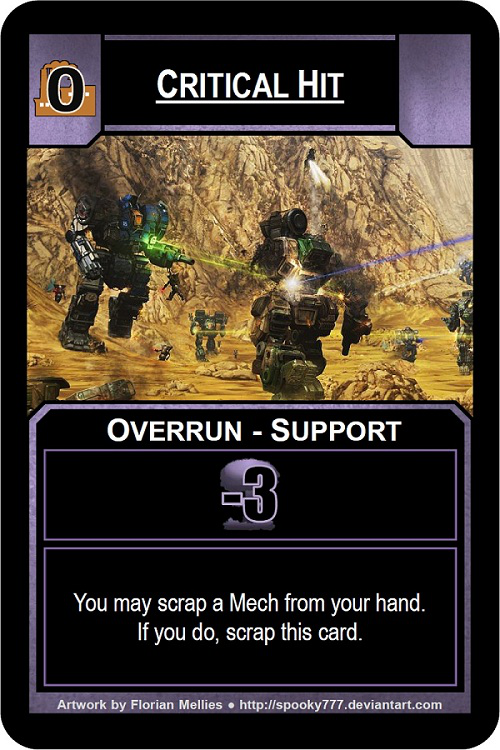 0
CRITICAL HIT
OVERRUN - SUPPORT
-3
You may scrap a Mech from your hand.
If you do, scrap this card.
Artwork by Florian Mellies ● http://spooky777.deviantart.com